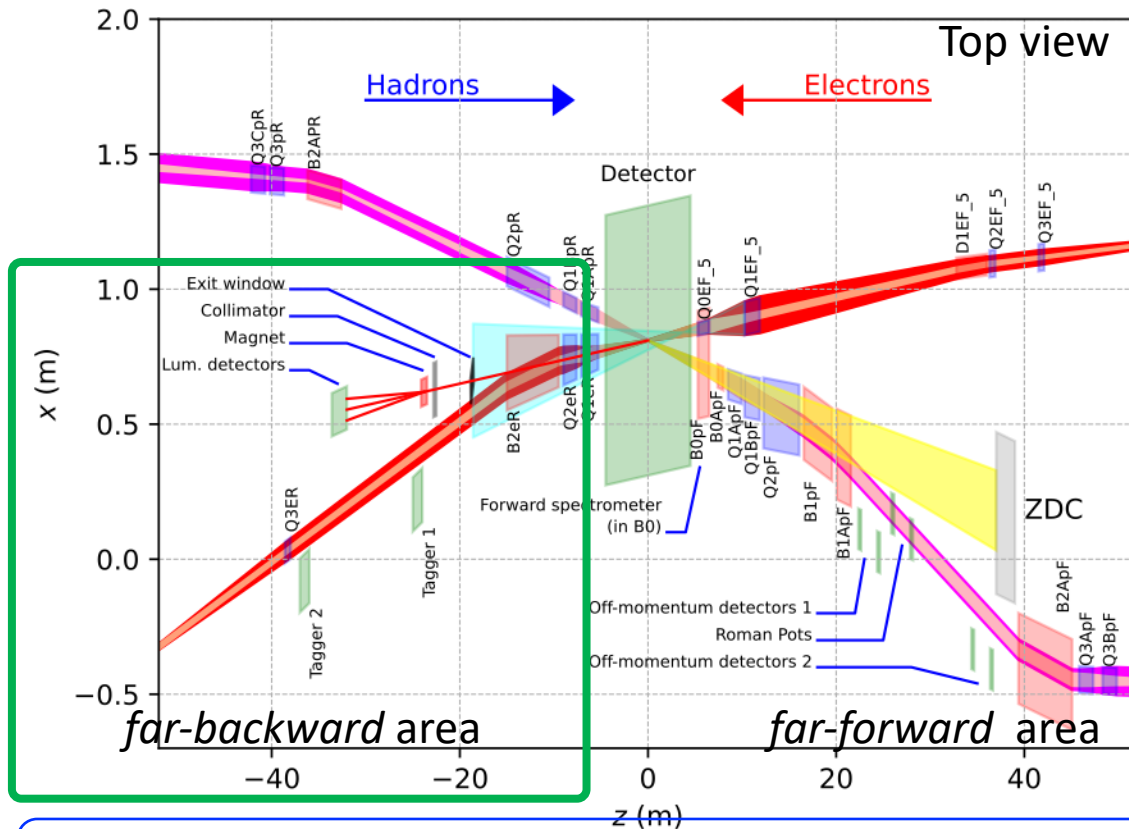 Top view
Hadrons
Electrons
2.0
1.5
1.0
0.5
0.0
−0.5
x (m)
Q3CpR
Q3pR
B2APR
Q2pR
Detector
Q0EF_5
Q1EF_5
D1EF_5
Q2EF_5
Q3EF_5
Exit window
Collimator
Magnet
Lum. detectors
B2eR
Q2eR
Q3ER
Tagger 1
Tagger 2
B0pF
B0ApF
Q1ApF
Q1BpF
Q2pF
B1pF
B1ApF
Forward spectrometer
(in B0)
ZDC
Off-momentum detectors 1
Roman Pots
Off-momentum detectors 2
B2ApF
Q3ApF
Q3BpF
far-backward area
far-forward area
−40
−20
0
20
40
z (m)